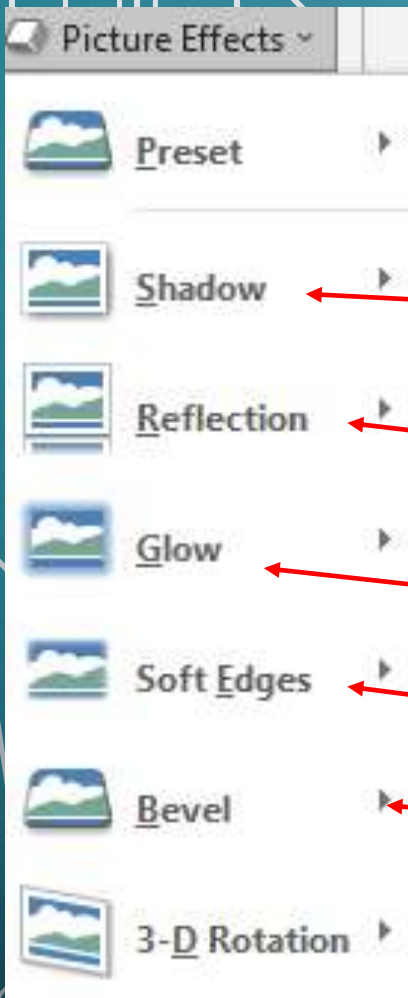 Picture Effects
Preset
Shadow
Reflection
Glow
Soft Edges
Bevel
3-D Rotation